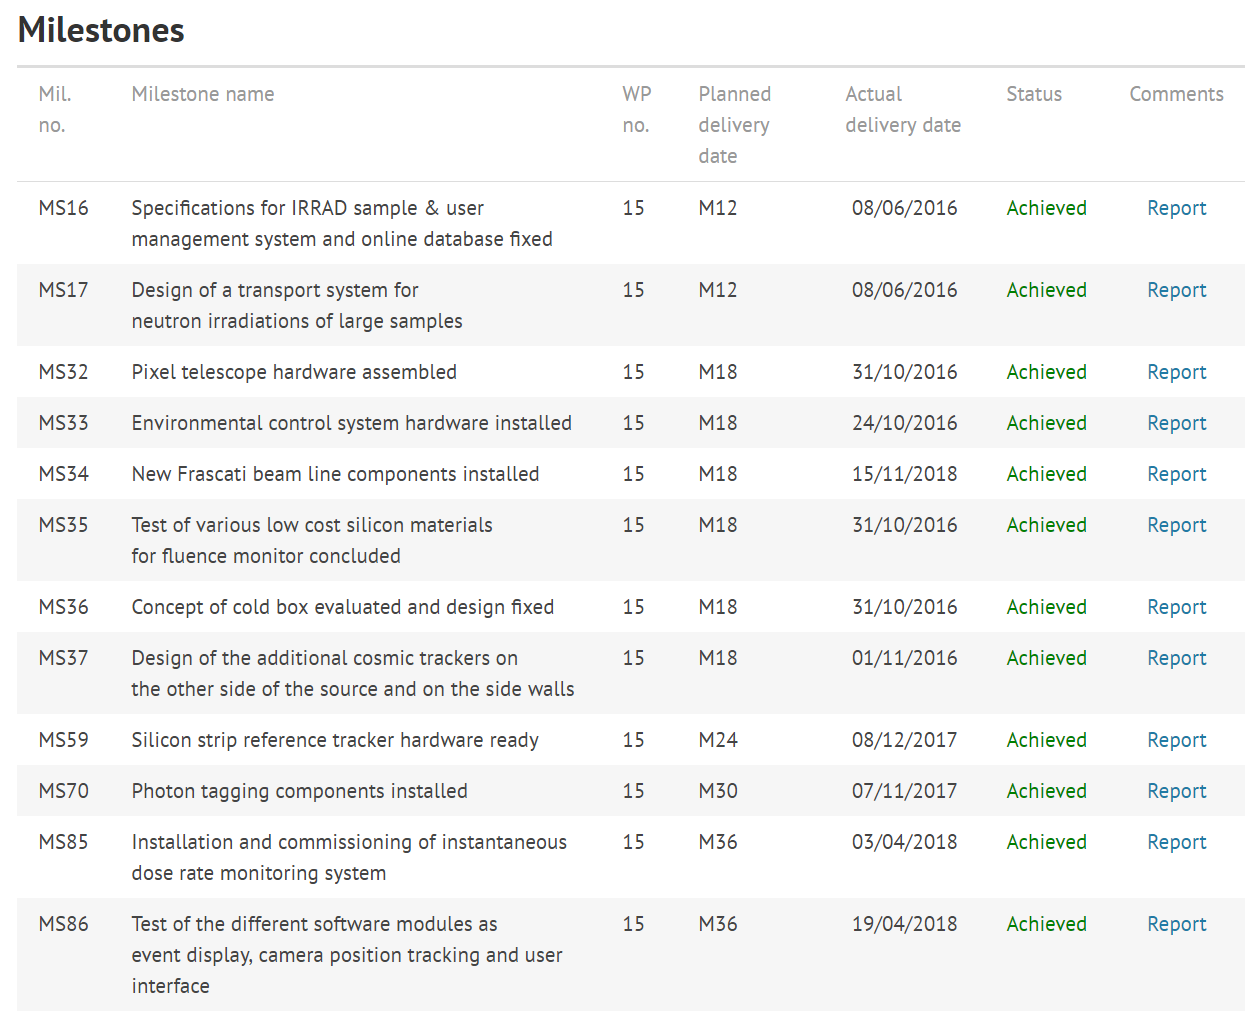 Milestones
Mil. no. Milestone name WP no. Planned delivery date Actual delivery date Status Comments
MS16 Specifications for IRRAD sample & user 15 M12 08/06/2016 Achieved Report
management system and online database fixed
MS17 Design of a transport system for 15 M12 08/06/2016 Achieved Report
neutron irradiations of large samples
MS32 Pixel telescope hardware assembled 15 M18 31/10/2016 Achieved Report
MS33 Environmental control system hardware installed 15 M18 24/10/2016 Achieved Report
MS34 New Frascati beam line components installed 15 M18 15/11/2018 Achieved Report
MS35 Test of various low cost silicon materials 15 M18 31/10/2016 Achieved Report
for fluence monitor concluded
MS36 Concept of cold box evaluated and design fixed 15 M18 31/10/2016 Achieved Report
MS37 Design of the additional cosmic trackers on 15 M18 01/11/2016 Achieved Report
the other side of the source and on the side walls
MS59 Silicon strip reference tracker hardware ready 15 M24 08/12/2017 Achieved Report
MS70 Photon tagging components installed 15 M30 07/11/2017 Achieved Report
MS85 Installation and commissioning of instantaneous 15 M36 03/04/2018 Achieved Report
dose rate monitoring system
MS86 Test of the different software modules as 15 M36 19/04/2018 Achieved Report
event display, camera position tracking and user
interface